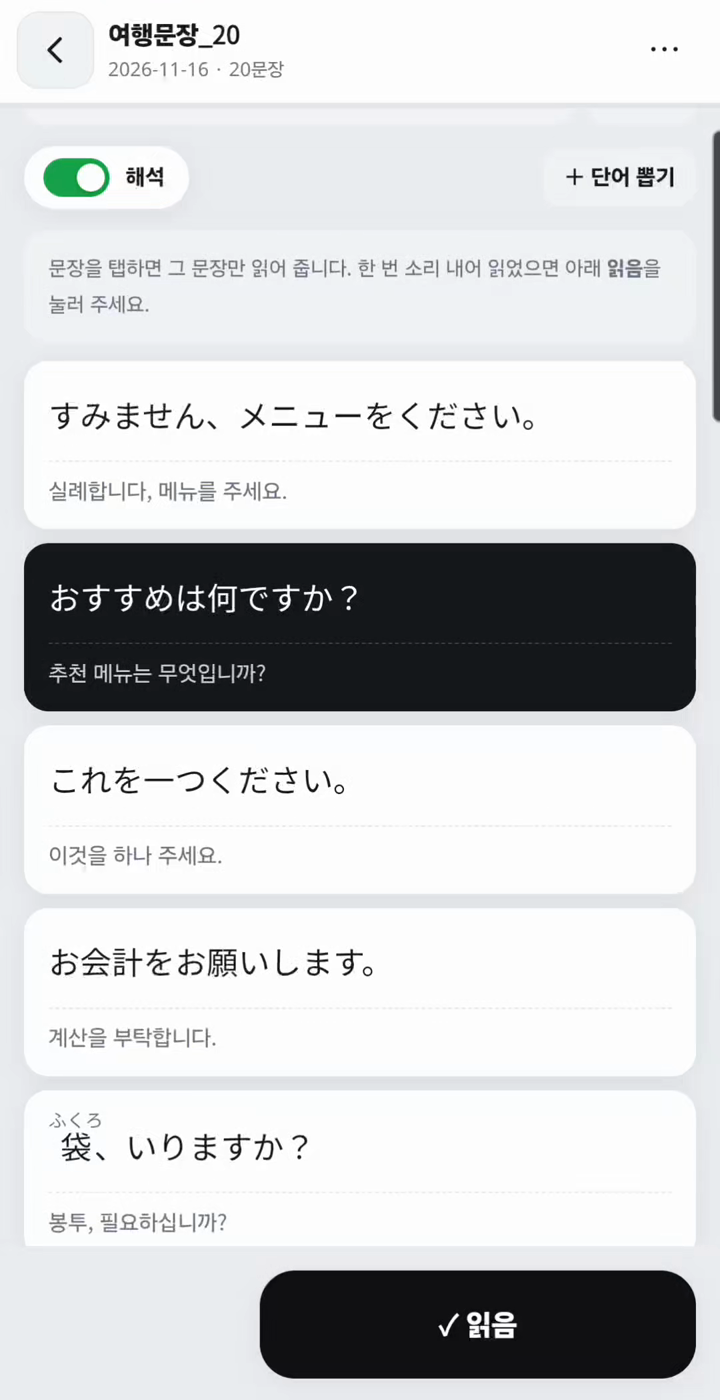 여행문장_20
2026-11-16 · 20문장
해석
+ 단어 뽑기
문장을 탭하면 그 문장만 읽어 줍니다. 한 번 소리 내어 읽었으면 아래 읽음을
눌러 주세요.
すみません、メニューをください。
실례합니다, 메뉴를 주세요.
おすすめは何ですか？
추천 메뉴는 무엇입니까?
これを一つください。
이것을 하나 주세요.
お会計をお願いします。
계산을 부탁합니다.
ふくろ
袋、いりますか？
봉투, 필요하십니까?
✓ 읽음